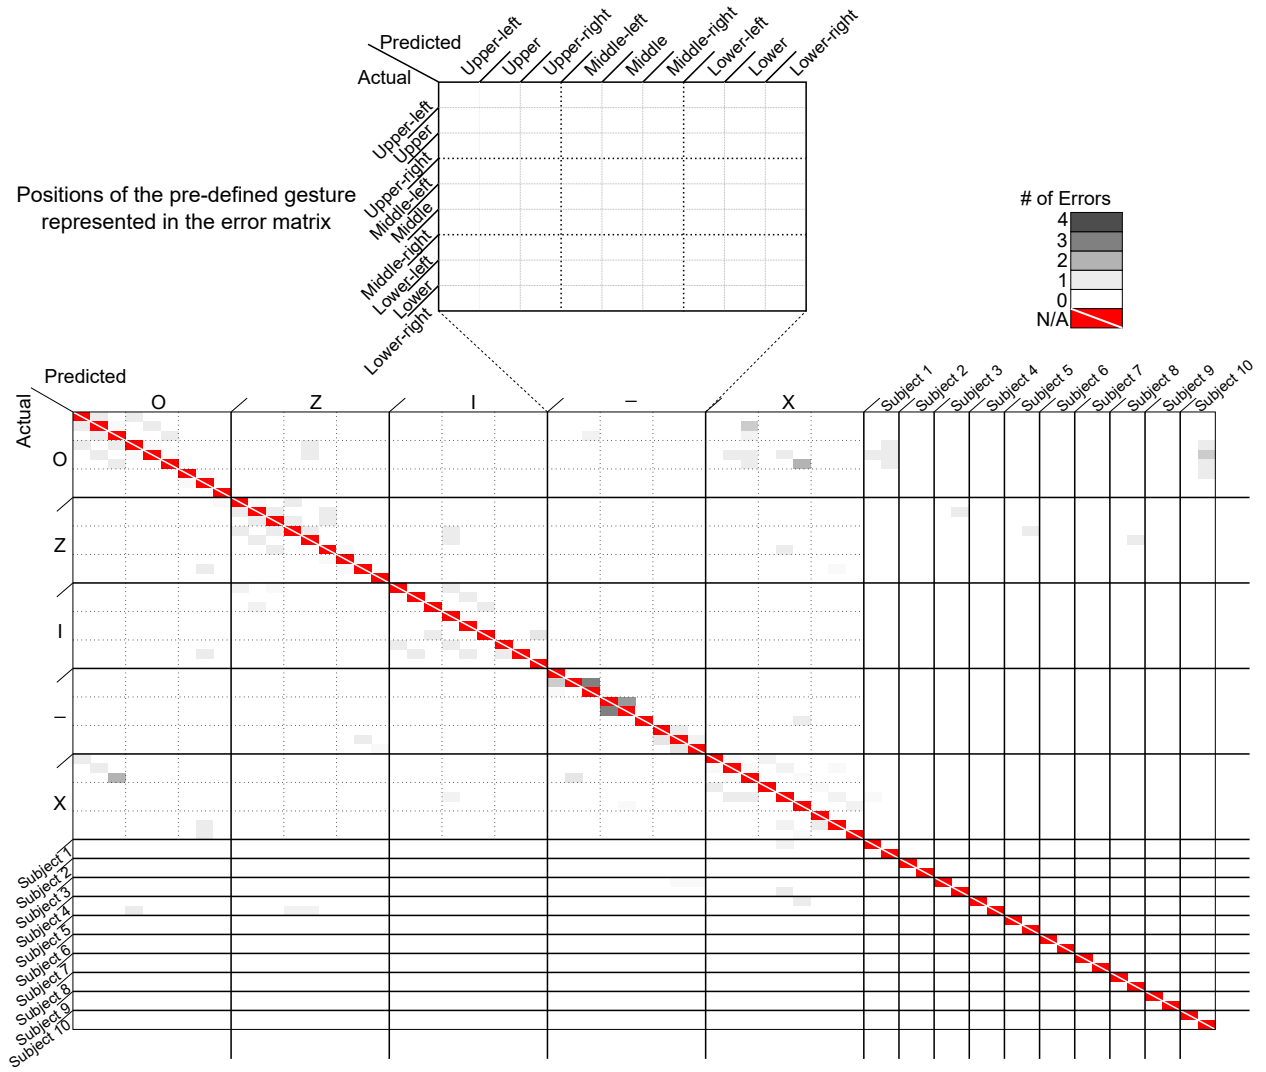 Predicted
Actual
Upper-left
Upper
Upper-right
Middle-left
Middle
Middle-right
Lower-left
Lower
Lower-right
Upper-left
Upper
Upper-right
Middle-left
Middle
Middle-right
Lower-left
Lower
Lower-right
Positions of the pre-defined gesture
represented in the error matrix
# of Errors
4
3
2
1
0
N/A
Predicted
Actual
O
Z
I
–
X
Subject 1
Subject 2
Subject 3
Subject 4
Subject 5
Subject 6
Subject 7
Subject 8
Subject 9
Subject 10
O
Z
I
–
X
Subject 1
Subject 2
Subject 3
Subject 4
Subject 5
Subject 6
Subject 7
Subject 8
Subject 9
Subject 10